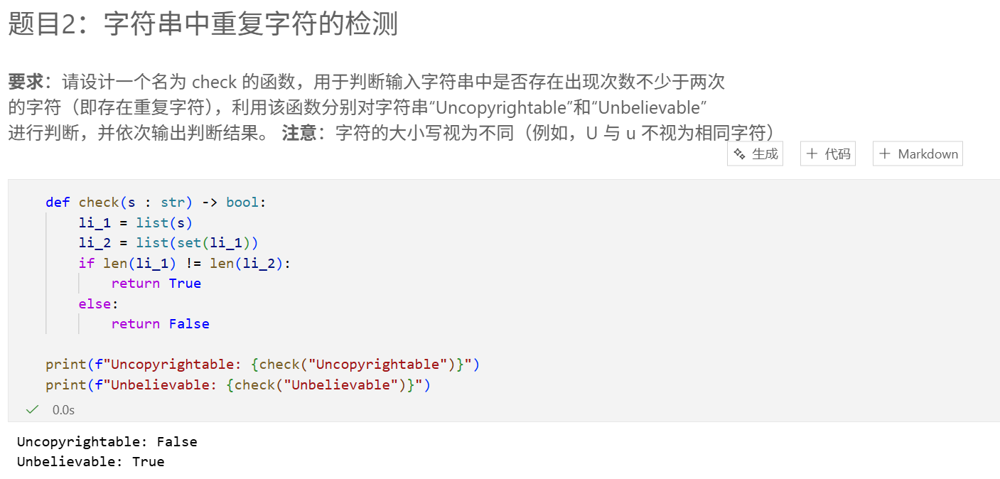 题目2：字符串中重复字符的检测
要求：请设计一个名为 check 的函数，用于判断输入字符串中是否存在出现次数不少于两次
的字符（即存在重复字符），利用该函数分别对字符串“Uncopyrightable”和“Unbelievable”
进行判断，并依次输出判断结果。 注意：字符的大小写视为不同（例如，U 与 u 不视为相同字符）
生成 代码 Markdown
def check(s : str) -> bool:
    li_1 = list(s)
    li_2 = list(set(li_1))
    if len(li_1) != len(li_2):
        return True
    else:
        return False
print(f"Uncopyrightable: {check("Uncopyrightable")}")
print(f"Unbelievable: {check("Unbelievable")}")
0.0s
Uncopyrightable: False
Unbelievable: True